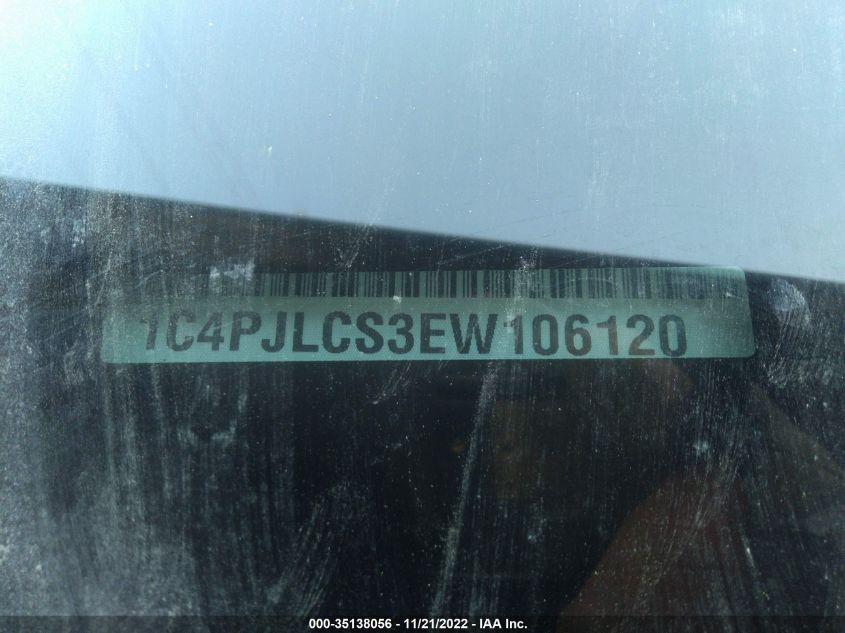 1C4PJLCS3EW106120
000-35138056 - 11/21/2022 - IAA Inc.